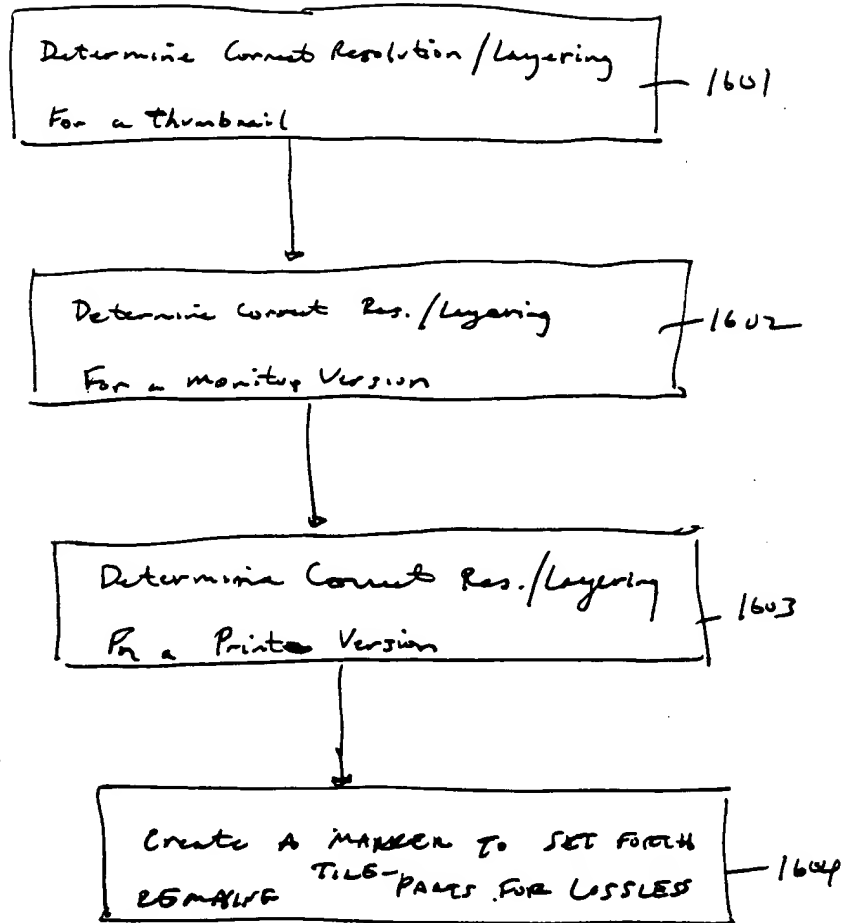 Determine Correct Resolution/Layering
For a thumbnail
1601
Determine Correct Res./Layering
For a Monitor Version
1602
Determine Correct Res./Layering
For a Printer Version
1603
Create A MARKER TO SET FORTH
REMAING TILE-PARTS FOR LOSSLESS
1604